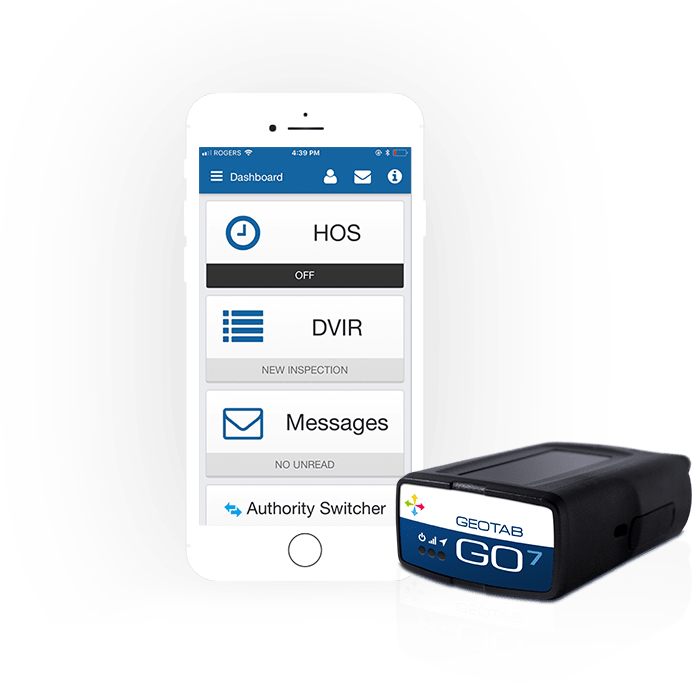 ROGERS 4:39 PM
Dashboard
HOS
OFF
DVIR
NEW INSPECTION
Messages
NO UNREAD
Authority Switcher
GEOTAB
GO7